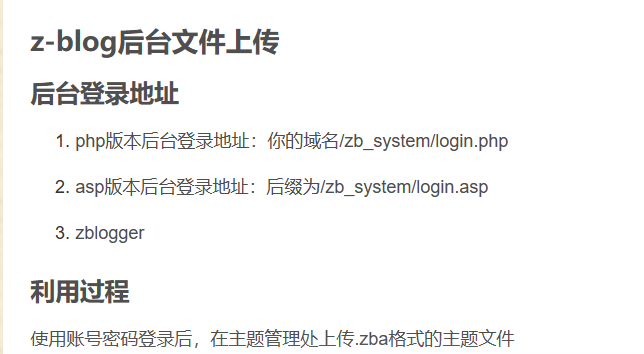 z-blog后台文件上传
后台登录地址
1. php版本后台登录地址：你的域名/zb_system/login.php
2. asp版本后台登录地址：后缀为/zb_system/login.asp
3. zblogger
利用过程
使用账号密码登录后，在主题管理处上传.zba格式的主题文件